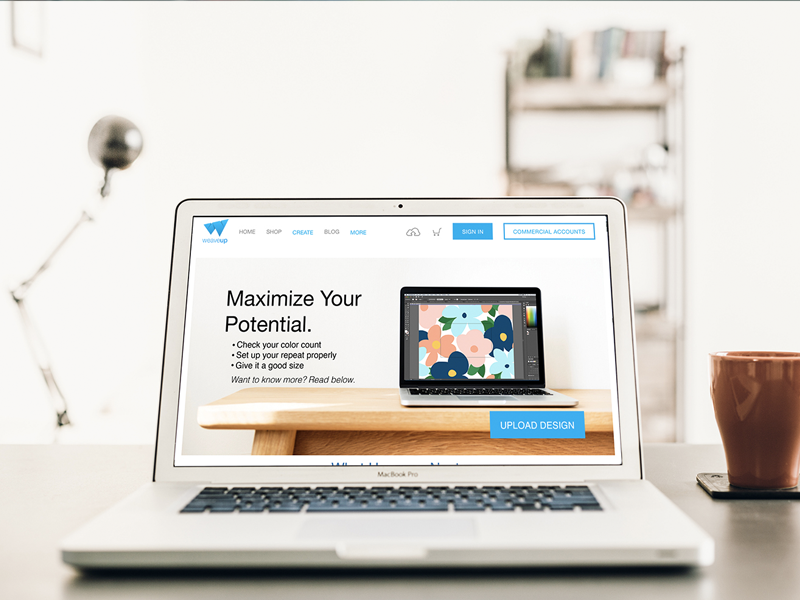 weaveup
HOME SHOP CREATE BLOG MORE SIGN IN COMMERCIAL ACCOUNTS
Maximize Your
Potential.
• Check your color count
• Set up your repeat properly
• Give it a good size
Want to know more? Read below.
UPLOAD DESIGN
MacBook Pro